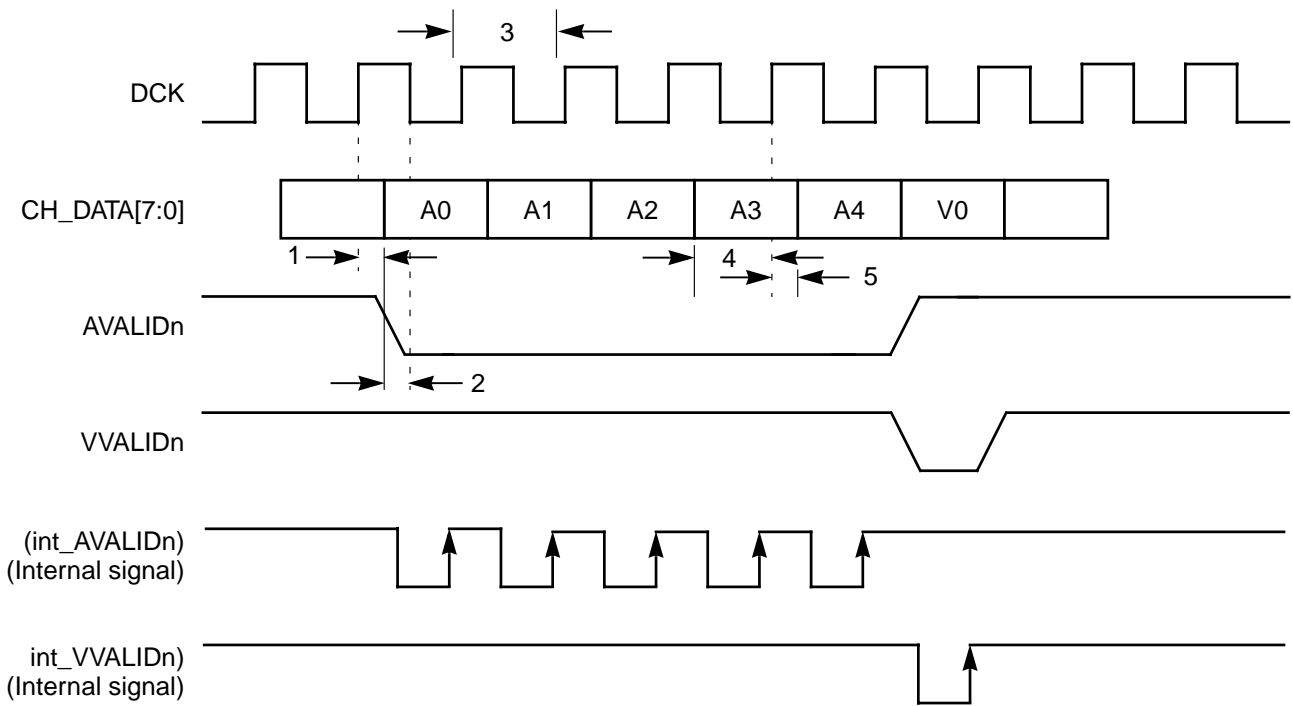 3
DCK
CH_DATA[7:0]
A0 A1 A2 A3 A4 V0
1 4
5
AVALIDn
2
VVALIDn
(int_AVALIDn)
(Internal signal)
int_VVALIDn)
(Internal signal)